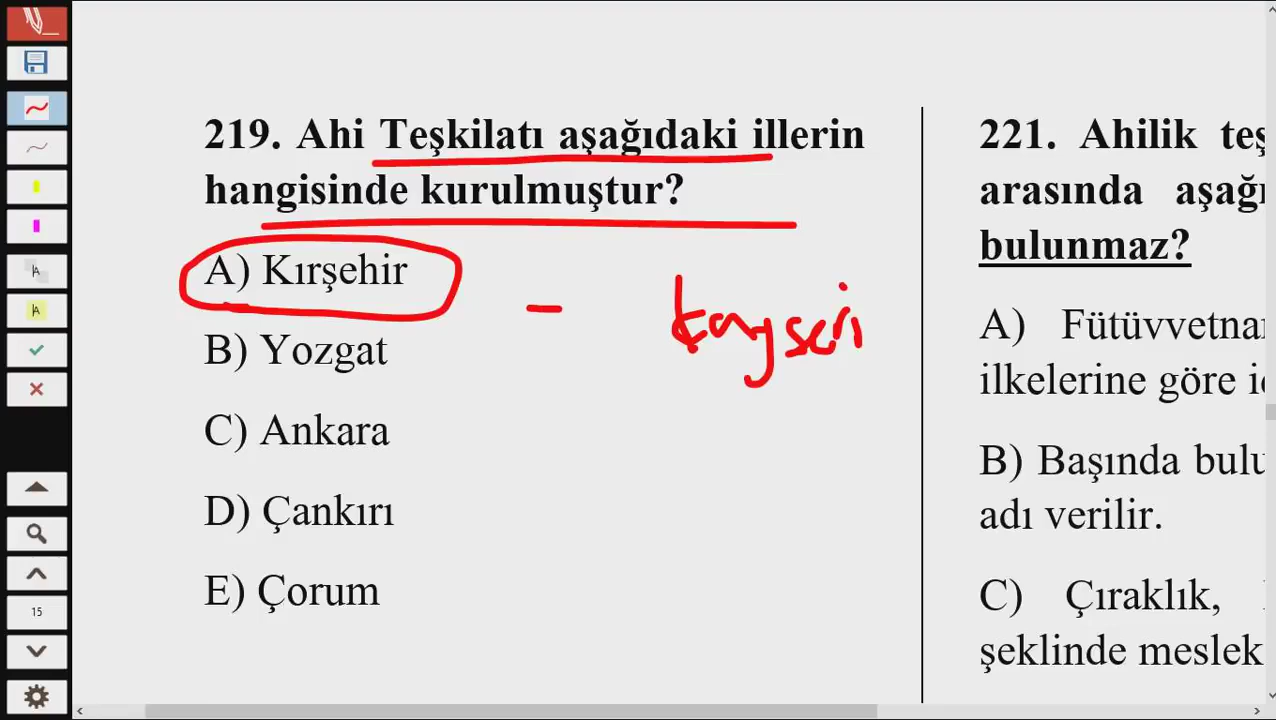 219. Ahi Teşkilatı aşağıdaki illerin
hangisinde kurulmuştur?
A) Kırşehir
- kayseri
B) Yozgat
C) Ankara
D) Çankırı
E) Çorum
221. Ahilik teş
arasında aşağı
bulunmaz?
A) Fütüvvetnar
ilkelerine göre
B) Başında bulu
adı verilir.
C) Çıraklık,
şeklinde meslek
A
A
15